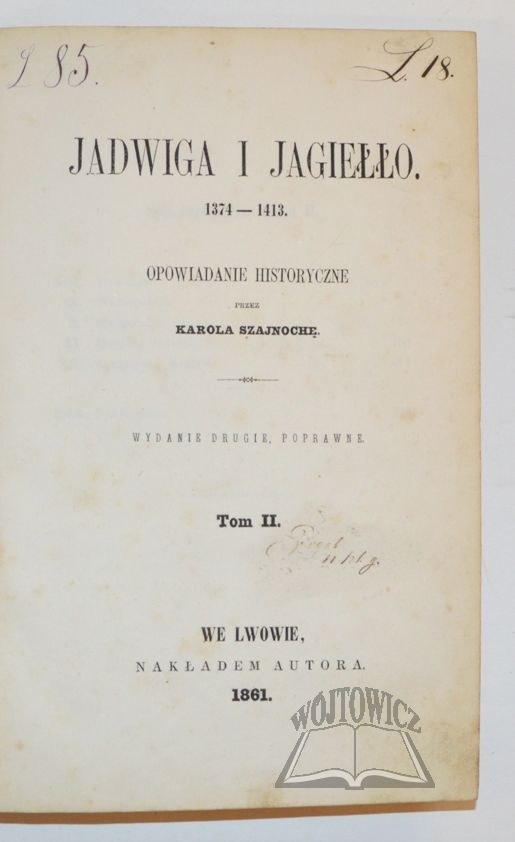 L 85.
L. 18.
JADWIGA I JAGIEŁŁO.
1374 — 1413.
OPOWIADANIE HISTORYCZNE
PRZEZ
KAROLA SZAJNOCHĘ.
WYDANIE DRUGIE, POPRAWNE.
Tom II.
WE LWOWIE,
NAKŁADEM AUTORA.
1861.
WÓJTOWICZ